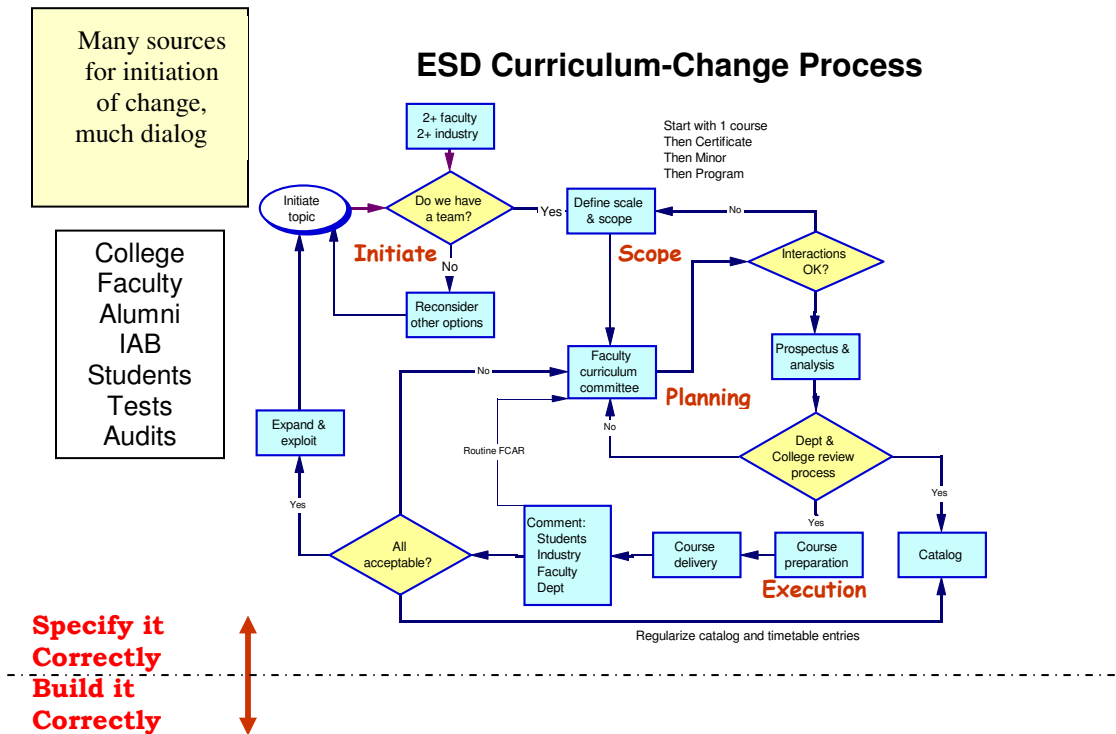 Many sources
for initiation
of change,
much dialog
ESD Curriculum-Change Process
2+ faculty
2+ industry
Start with 1 course
Then Certificate
Then Minor
Then Program
Initiate
topic
Do we have
a team?
Yes
Define scale
& scope
No
Initiate
Scope
Interactions
OK?
No
College
Faculty
Alumni
IAB
Students
Tests
Audits
Reconsider
other options
Faculty
curriculum
committee
Prospectus &
analysis
No
Planning
Expand &
exploit
No
Routine FCAR
Dept &
College review
process
Yes
Yes
Yes
Comment:
Students
Industry
Faculty
Dept
All
acceptable?
Course
delivery
Course
preparation
Catalog
Execution
Regularize catalog and timetable entries
Specify it
Correctly
Build it
Correctly